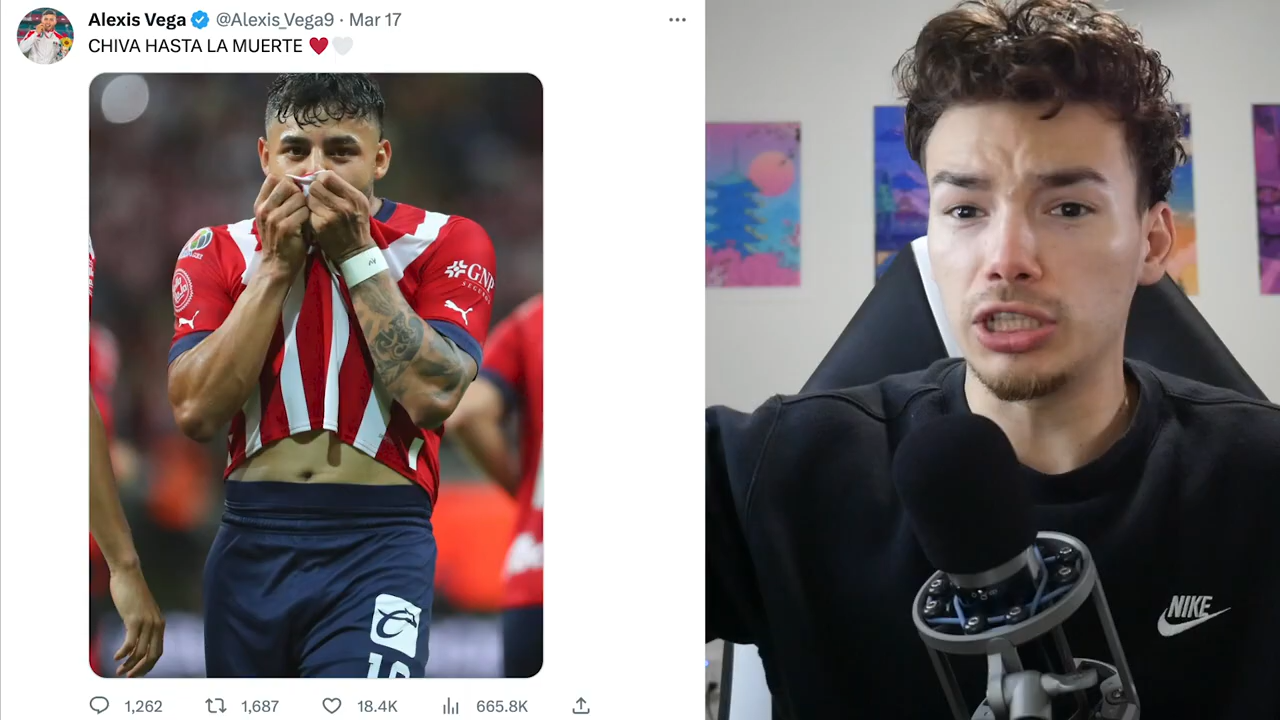 Alexis Vega @Alexis_Vega9 · Mar 17
CHIVA HASTA LA MUERTE ❤️🤍
GNP
SEGUROS
1,262 1,687 18.4K 665.8K
NIKE